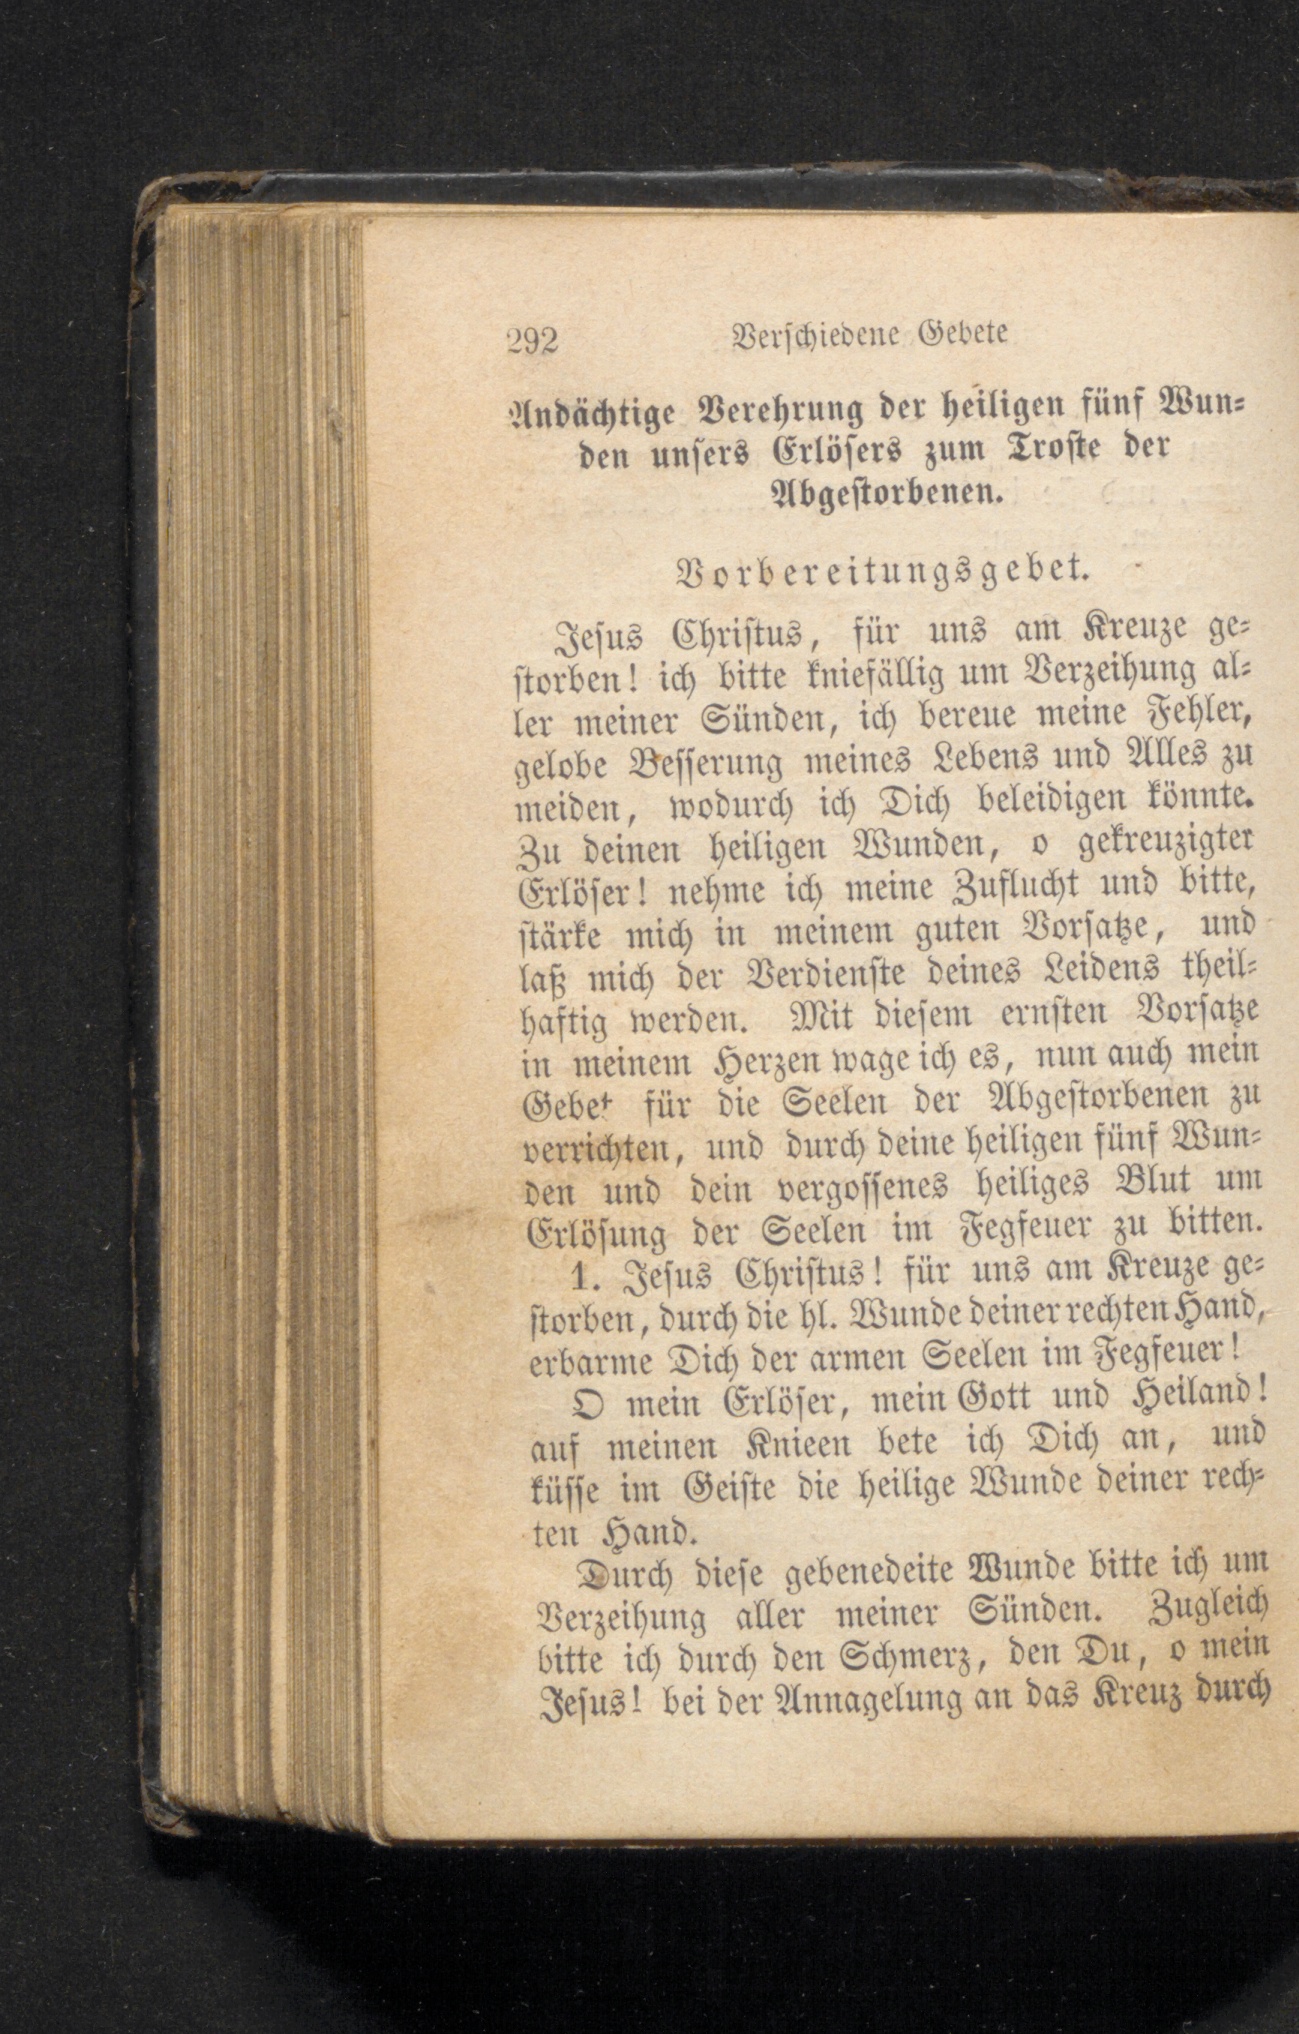 292 Verschiedene Gebete
Andächtige Verehrung der heiligen fünf Wun=
den unsers Erlösers zum Troste der
Abgestorbenen.
Vorbereitungsgebet.
Jesus Christus, für uns am Kreuze ge=
storben! ich bitte kniefällig um Verzeihung al=
ler meiner Sünden, ich bereue meine Fehler,
gelobe Besserung meines Lebens und Alles zu
meiden, wodurch ich Dich beleidigen könnte.
Zu deinen heiligen Wunden, o gekreuzigter
Erlöser! nehme ich meine Zuflucht und bitte,
stärke mich in meinem guten Vorsatze, und
laß mich der Verdienste deines Leidens theil=
haftig werden. Mit diesem ernsten Vorsatze
in meinem Herzen wage ich es, nun auch mein
Gebet für die Seelen der Abgestorbenen zu
verrichten, und durch deine heiligen fünf Wun=
den und dein vergossenes heiliges Blut um
Erlösung der Seelen im Fegfeuer zu bitten.
1. Jesus Christus! für uns am Kreuze ge=
storben, durch die hl. Wunde deiner rechten Hand,
erbarme Dich der armen Seelen im Fegfeuer!
O mein Erlöser, mein Gott und Heiland!
auf meinen Knieen bete ich Dich an, und
küsse im Geiste die heilige Wunde deiner rech=
ten Hand.
Durch diese gebenedeite Wunde bitte ich um
Verzeihung aller meiner Sünden. Zugleich
bitte ich durch den Schmerz, den Du, o mein
Jesus! bei der Annagelung an das Kreuz durch